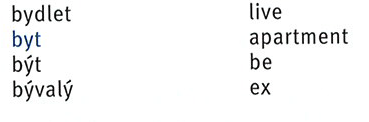 bydlet live
byt apartment
být be
bývalý ex